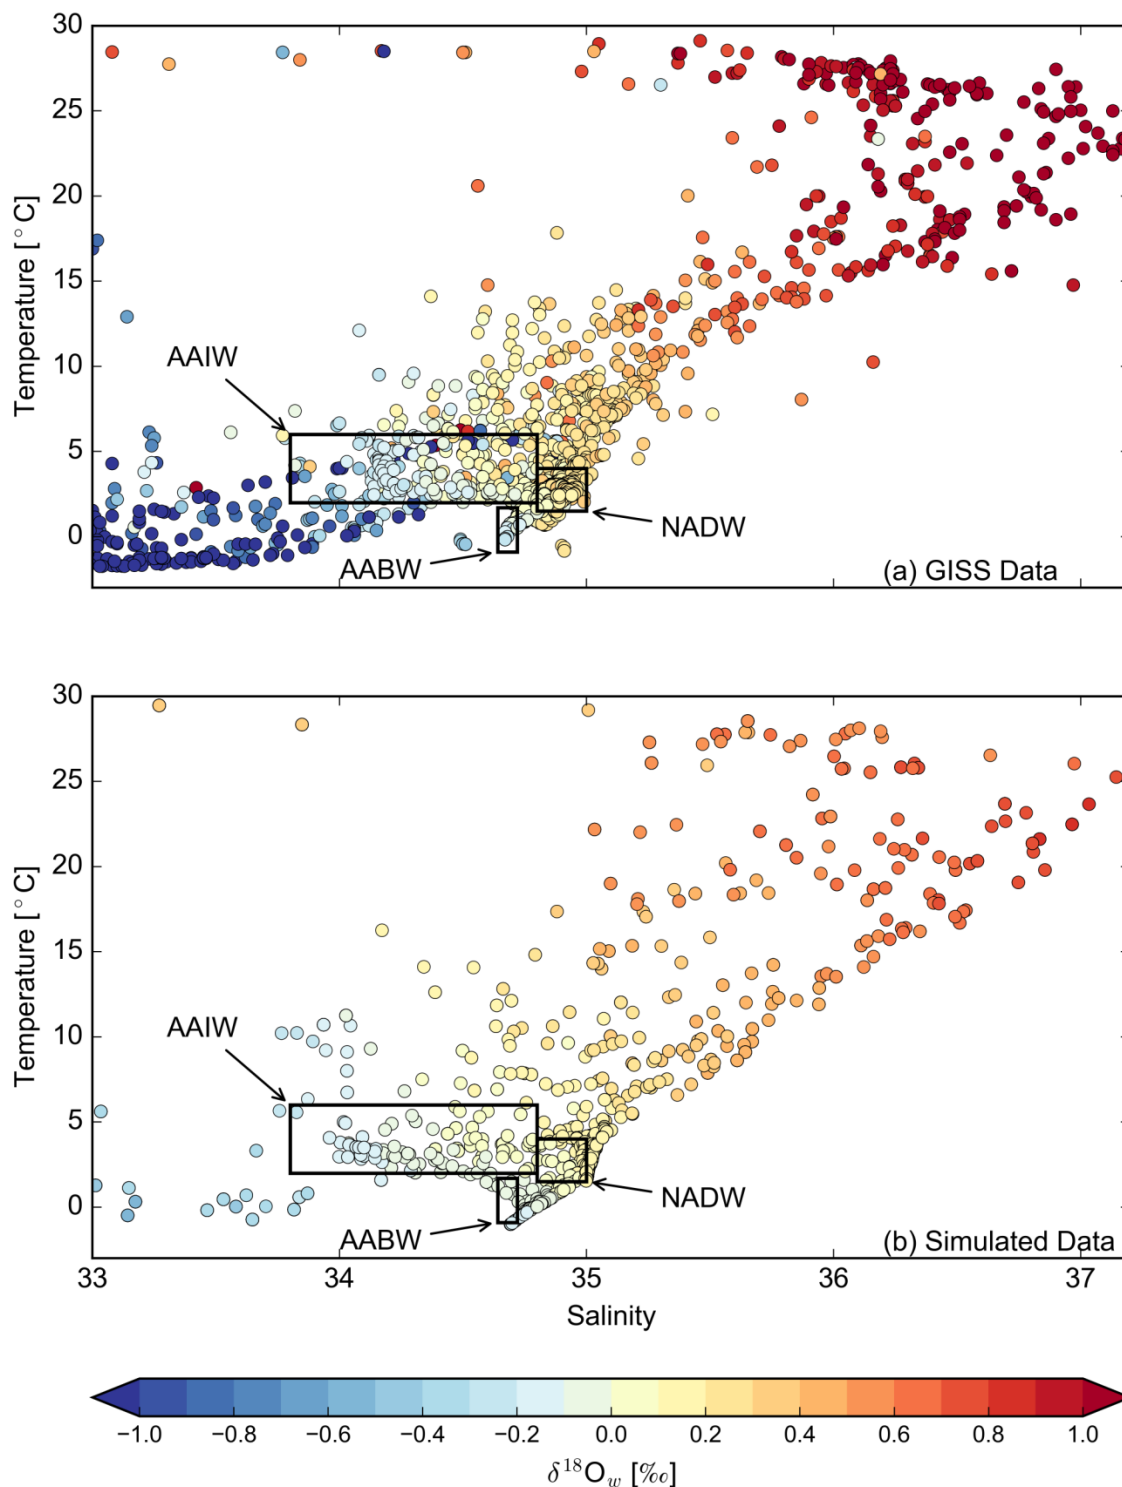 30
25
20
15
10
5
0
Temperature [°C]
AAIW
AABW
NADW
(a) GISS Data
30
25
20
15
10
5
0
Temperature [°C]
AAIW
AABW
NADW
(b) Simulated Data
33 34 35 36 37
Salinity
−1.0 −0.8 −0.6 −0.4 −0.2 0.0 0.2 0.4 0.6 0.8 1.0
δ¹⁸O_w [‰]